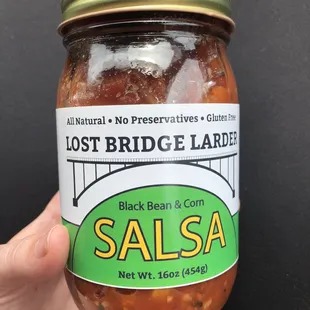 All Natural • No Preservatives • Gluten Free
LOST BRIDGE LARDER
Black Bean & Corn
SALSA
Net Wt. 16oz (454g)